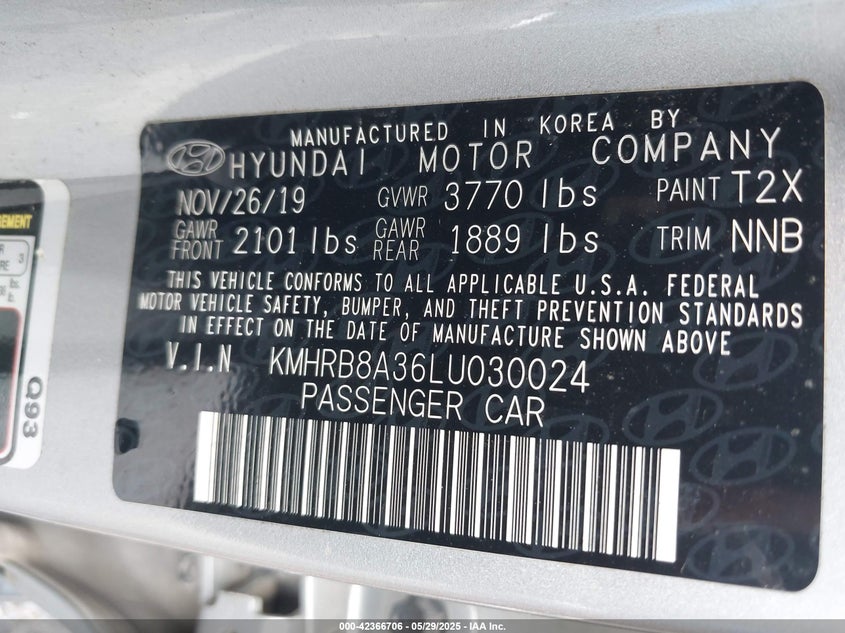 MANUFACTURED IN KOREA BY
HYUNDAI MOTOR COMPANY
NOV/26/19 GVWR 3770 lbs PAINT T2X
GAWR FRONT 2101 lbs GAWR REAR 1889 lbs TRIM NNB
THIS VEHICLE CONFORMS TO ALL APPLICABLE U.S.A. FEDERAL
MOTOR VEHICLE SAFETY, BUMPER, AND THEFT PREVENTION STANDARDS
IN EFFECT ON THE DATE OF MANUFACTURE SHOWN ABOVE
V.I.N KMHRB8A36LU030024
PASSENGER CAR
3
Q93
000-42366706 - 05/29/2025 - IAA Inc.